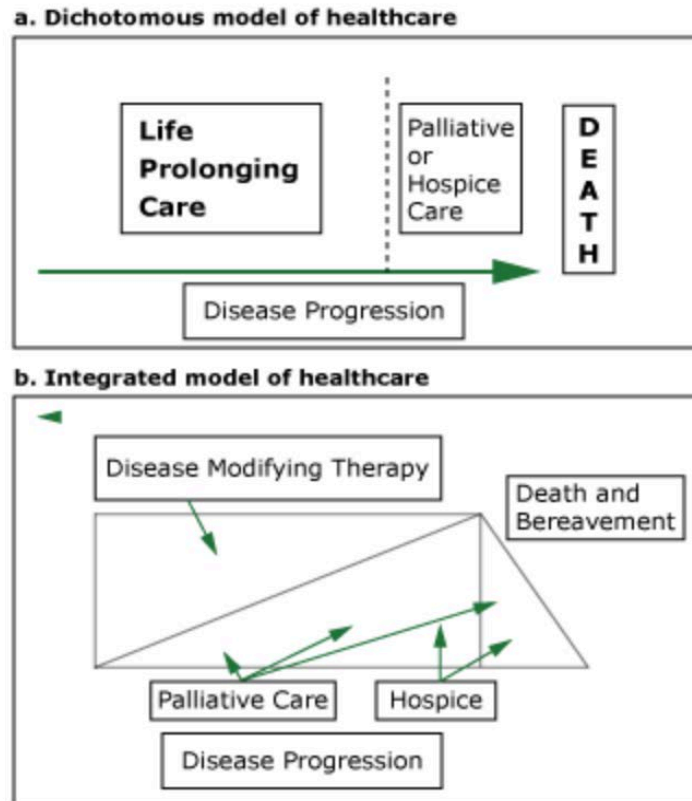 a. Dichotomous model of healthcare
Life
Prolonging
Care
Palliative
or
Hospice
Care
D
E
A
T
H
Disease Progression
b. Integrated model of healthcare
Disease Modifying Therapy
Death and
Bereavement
Palliative Care
Hospice
Disease Progression